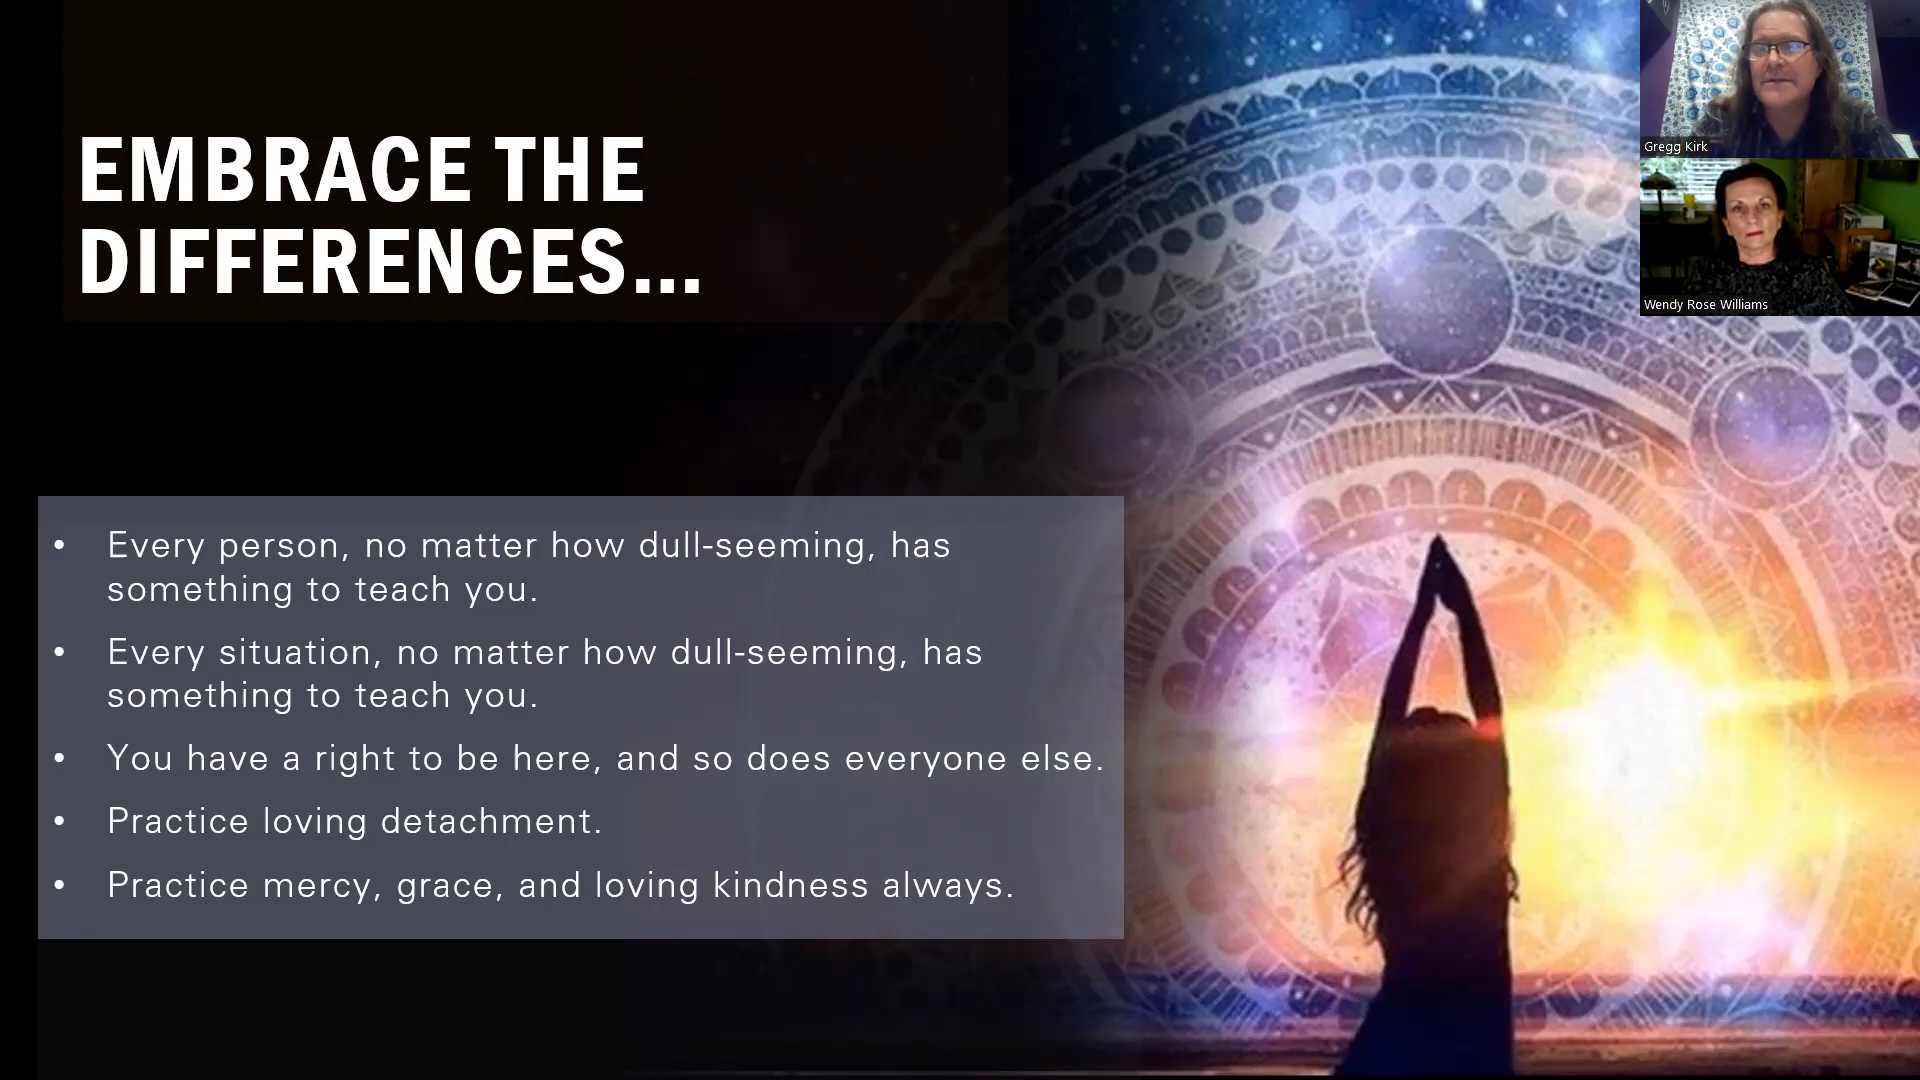 EMBRACE THE
DIFFERENCES...
• Every person, no matter how dull-seeming, has
something to teach you.
• Every situation, no matter how dull-seeming, has
something to teach you.
• You have a right to be here, and so does everyone else.
• Practice loving detachment.
• Practice mercy, grace, and loving kindness always.
Gregg Kirk
Wendy Rose Williams